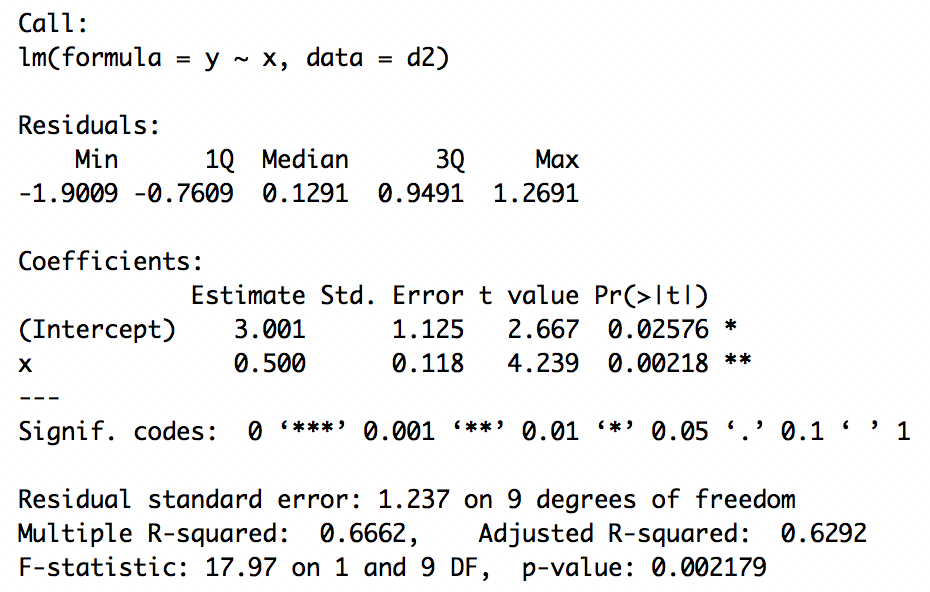 Call:
lm(formula = y ~ x, data = d2)
Residuals:
    Min      1Q  Median      3Q     Max
-1.9009 -0.7609  0.1291  0.9491  1.2691
Coefficients:
            Estimate Std. Error t value Pr(>|t|)
(Intercept)    3.001      1.125   2.667  0.02576 *
x              0.500      0.118   4.239  0.00218 **
---
Signif. codes:  0 ‘***’ 0.001 ‘**’ 0.01 ‘*’ 0.05 ‘.’ 0.1 ‘ ’ 1
Residual standard error: 1.237 on 9 degrees of freedom
Multiple R-squared:  0.6662,    Adjusted R-squared:  0.6292
F-statistic: 17.97 on 1 and 9 DF,  p-value: 0.002179